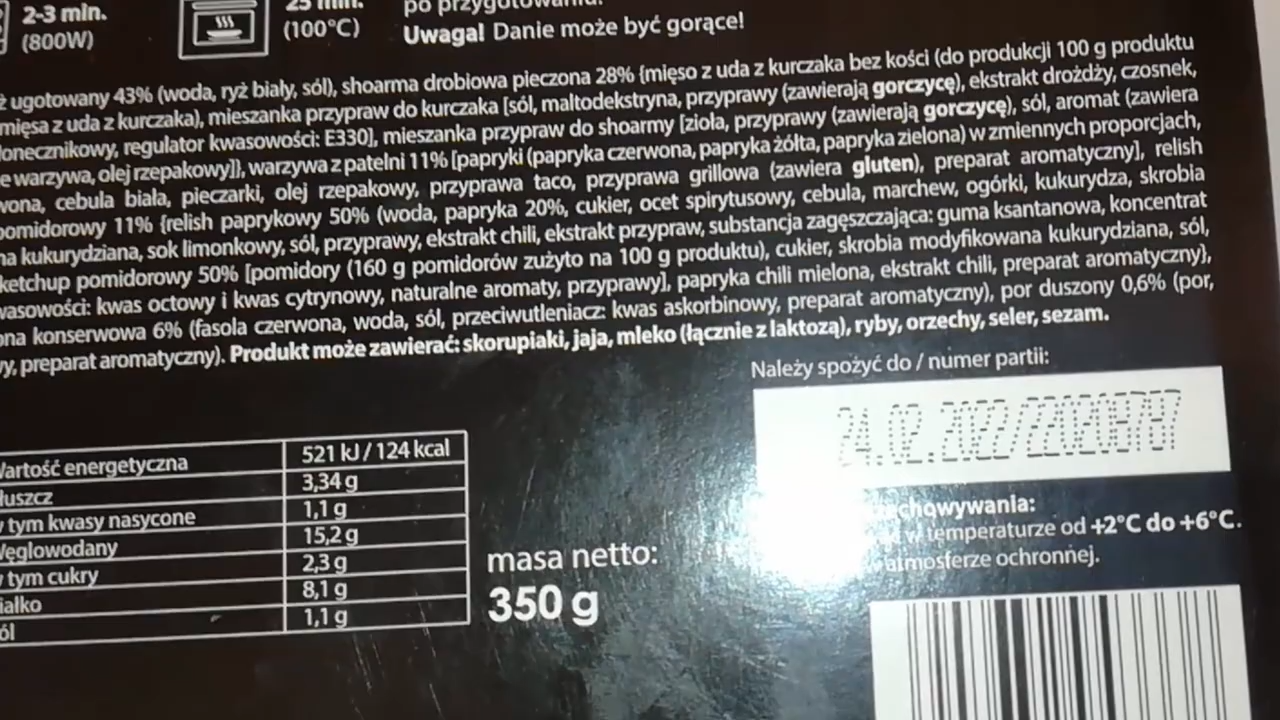 2-3 min.
(800W)
25 min.
(100°C)
po przygotowaniu.
Uwaga! Danie może być gorące!
ż ugotowany 43% (woda, ryż biały, sól), shoarma drobiowa pieczona 28% {mięso z uda z kurczaka bez kości (do produkcji 100 g produktu
mięsa z uda z kurczaka), mieszanka przypraw do kurczaka [sól, maltodekstryna, przyprawy (zawierają gorczycę), ekstrakt drożdży, czosnek,
łonecznikowy, regulator kwasowości: E330], mieszanka przypraw do shoarmy [zioła, przyprawy (zawierają gorczycę), sól, aromat (zawiera
e warzywa, olej rzepakowy]}, warzywa z patelni 11% [papryki (papryka czerwona, papryka żółta, papryka zielona) w zmiennych proporcjach,
wona, cebula biała, pieczarki, olej rzepakowy, przyprawa taco, przyprawa grillowa (zawiera gluten), preparat aromatyczny], relish
pomidorowy 11% {relish paprykowy 50% (woda, papryka 20%, cukier, ocet spirytusowy, cebula, marchew, ogórki, kukurydza, skrobia
na kukurydziana, sok limonkowy, sól, przyprawy, ekstrakt chili, ekstrakt przypraw, substancja zagęszczająca: guma ksantanowa, koncentrat
ketchup pomidorowy 50% [pomidory (160 g pomidorów zużyto na 100 g produktu), cukier, skrobia modyfikowana kukurydziana, sól,
wasowości: kwas octowy i kwas cytrynowy, naturalne aromaty, przyprawy], papryka chili mielona, ekstrakt chili, preparat aromatyczny},
ona konserwowa 6% (fasola czerwona, woda, sól, przeciwutleniacz: kwas askorbinowy, preparat aromatyczny), por duszony 0,6% (por,
y, preparat aromatyczny). Produkt może zawierać: skorupiaki, jaja, mleko (łącznie z laktozą), ryby, orzechy, seler, sezam.
Należy spożyć do / numer partii:
24.02.2022/220208787
Wartość energetyczna 521 kJ / 124 kcal
łuszcz 3,34 g
w tym kwasy nasycone 1,1 g
Węglowodany 15,2 g
w tym cukry 2,3 g
iałko 8,1 g
ól 1,1 g
masa netto:
350 g
chowywania:
w temperaturze od +2°C do +6°C.
atmosferze ochronnej.